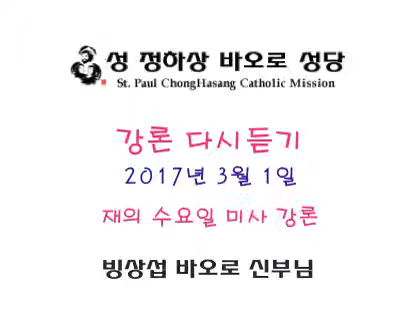 성 정하상 바오로 성당
St. Paul ChongHasang Catholic Mission
강론 다시듣기
2017년 3월 1일
재의 수요일 미사 강론
빙상섭 바오로 신부님